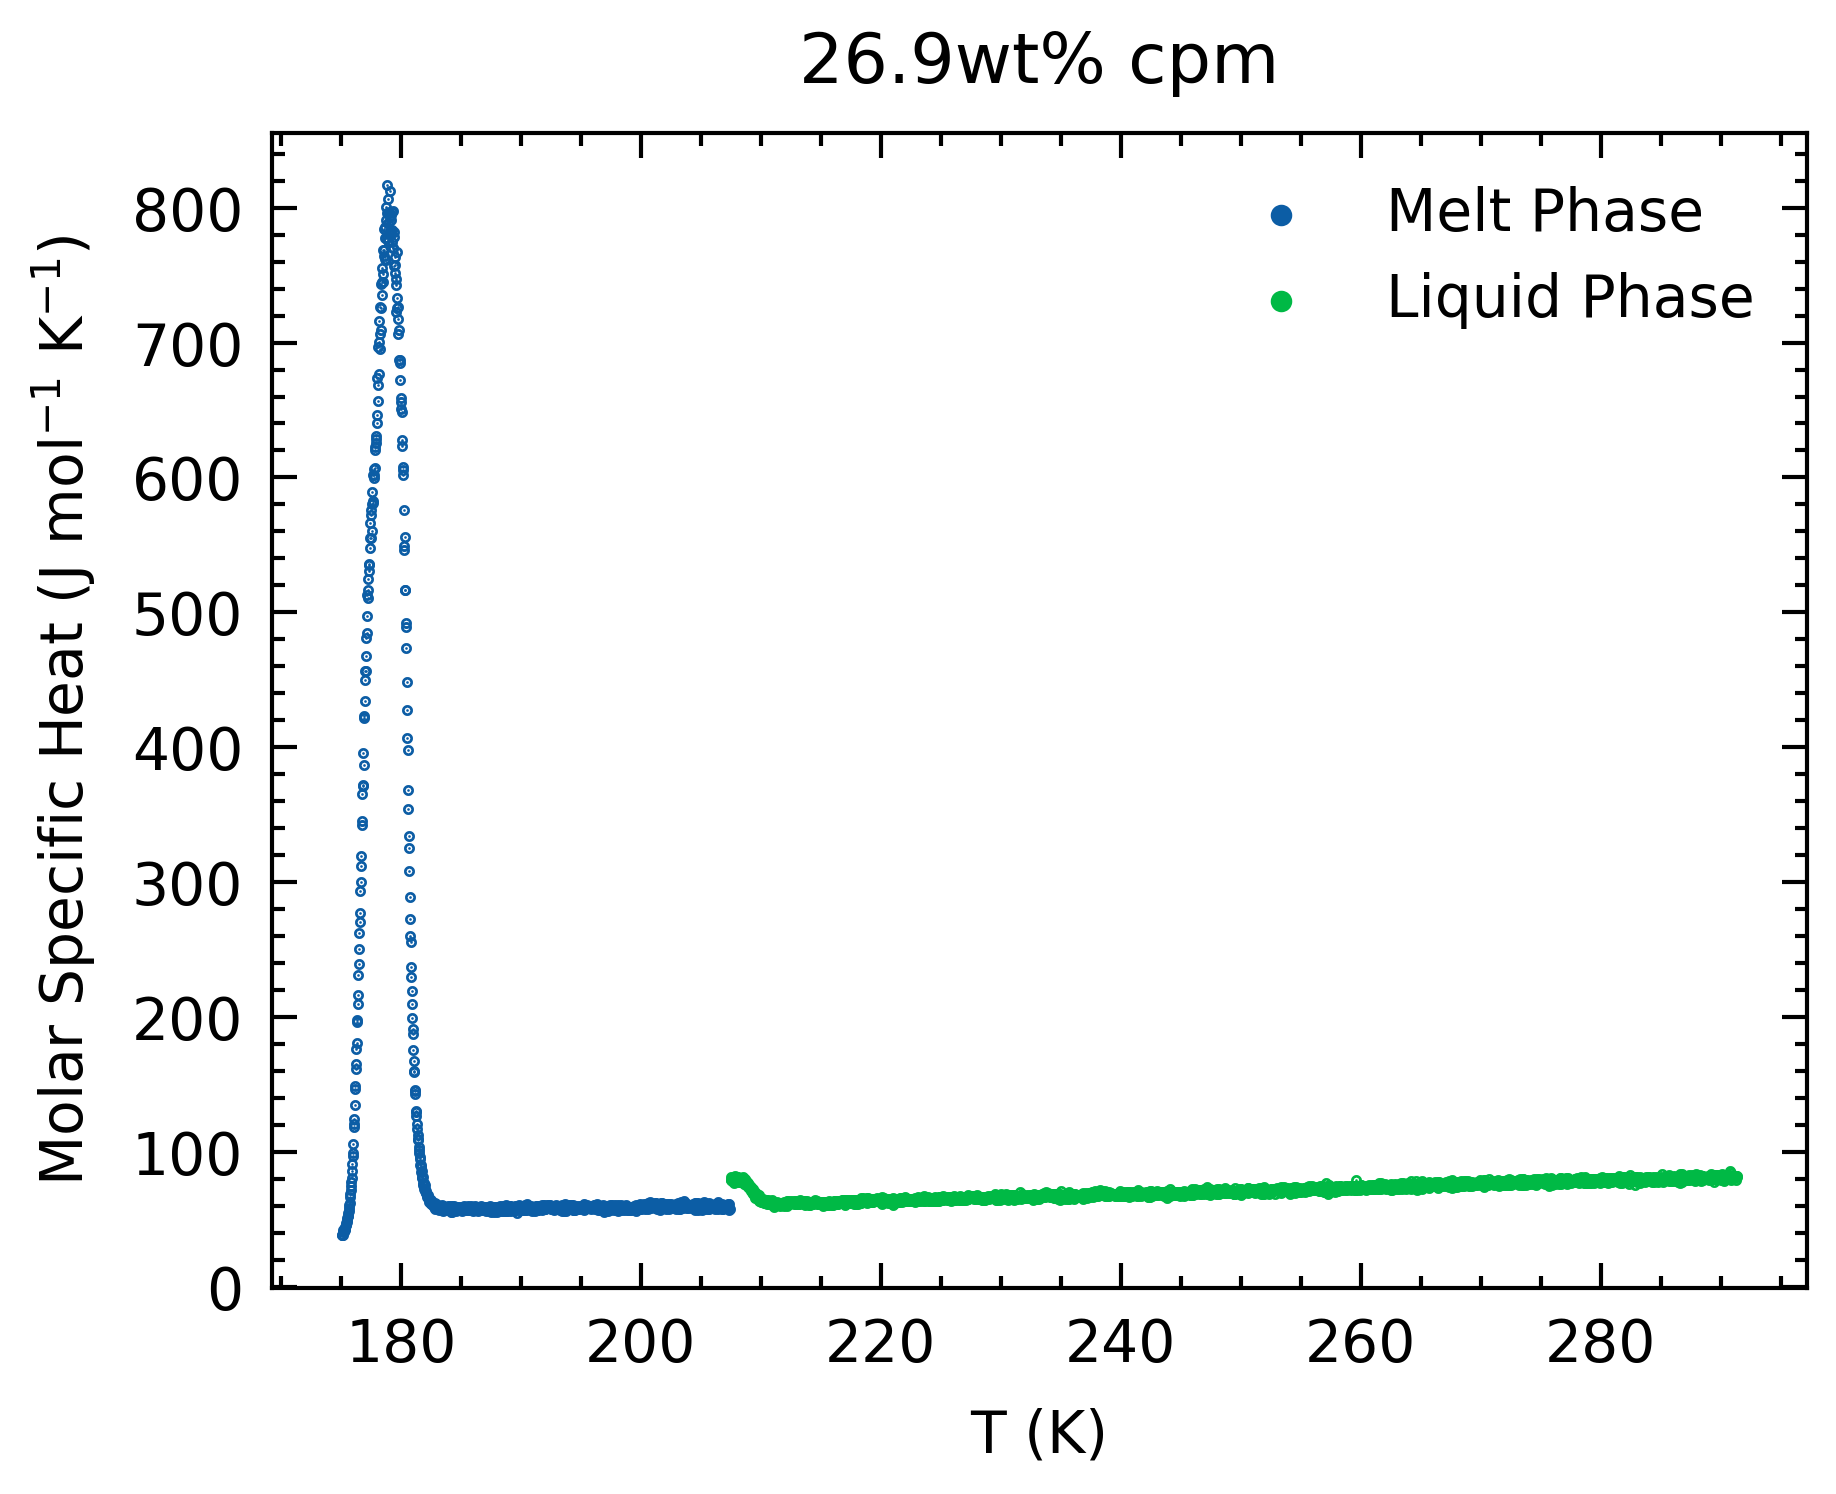 26.9wt% cpm
Molar Specific Heat (J mol⁻¹ K⁻¹)
800
700
600
500
400
300
200
100
0
Melt Phase
Liquid Phase
180 200 220 240 260 280
T (K)